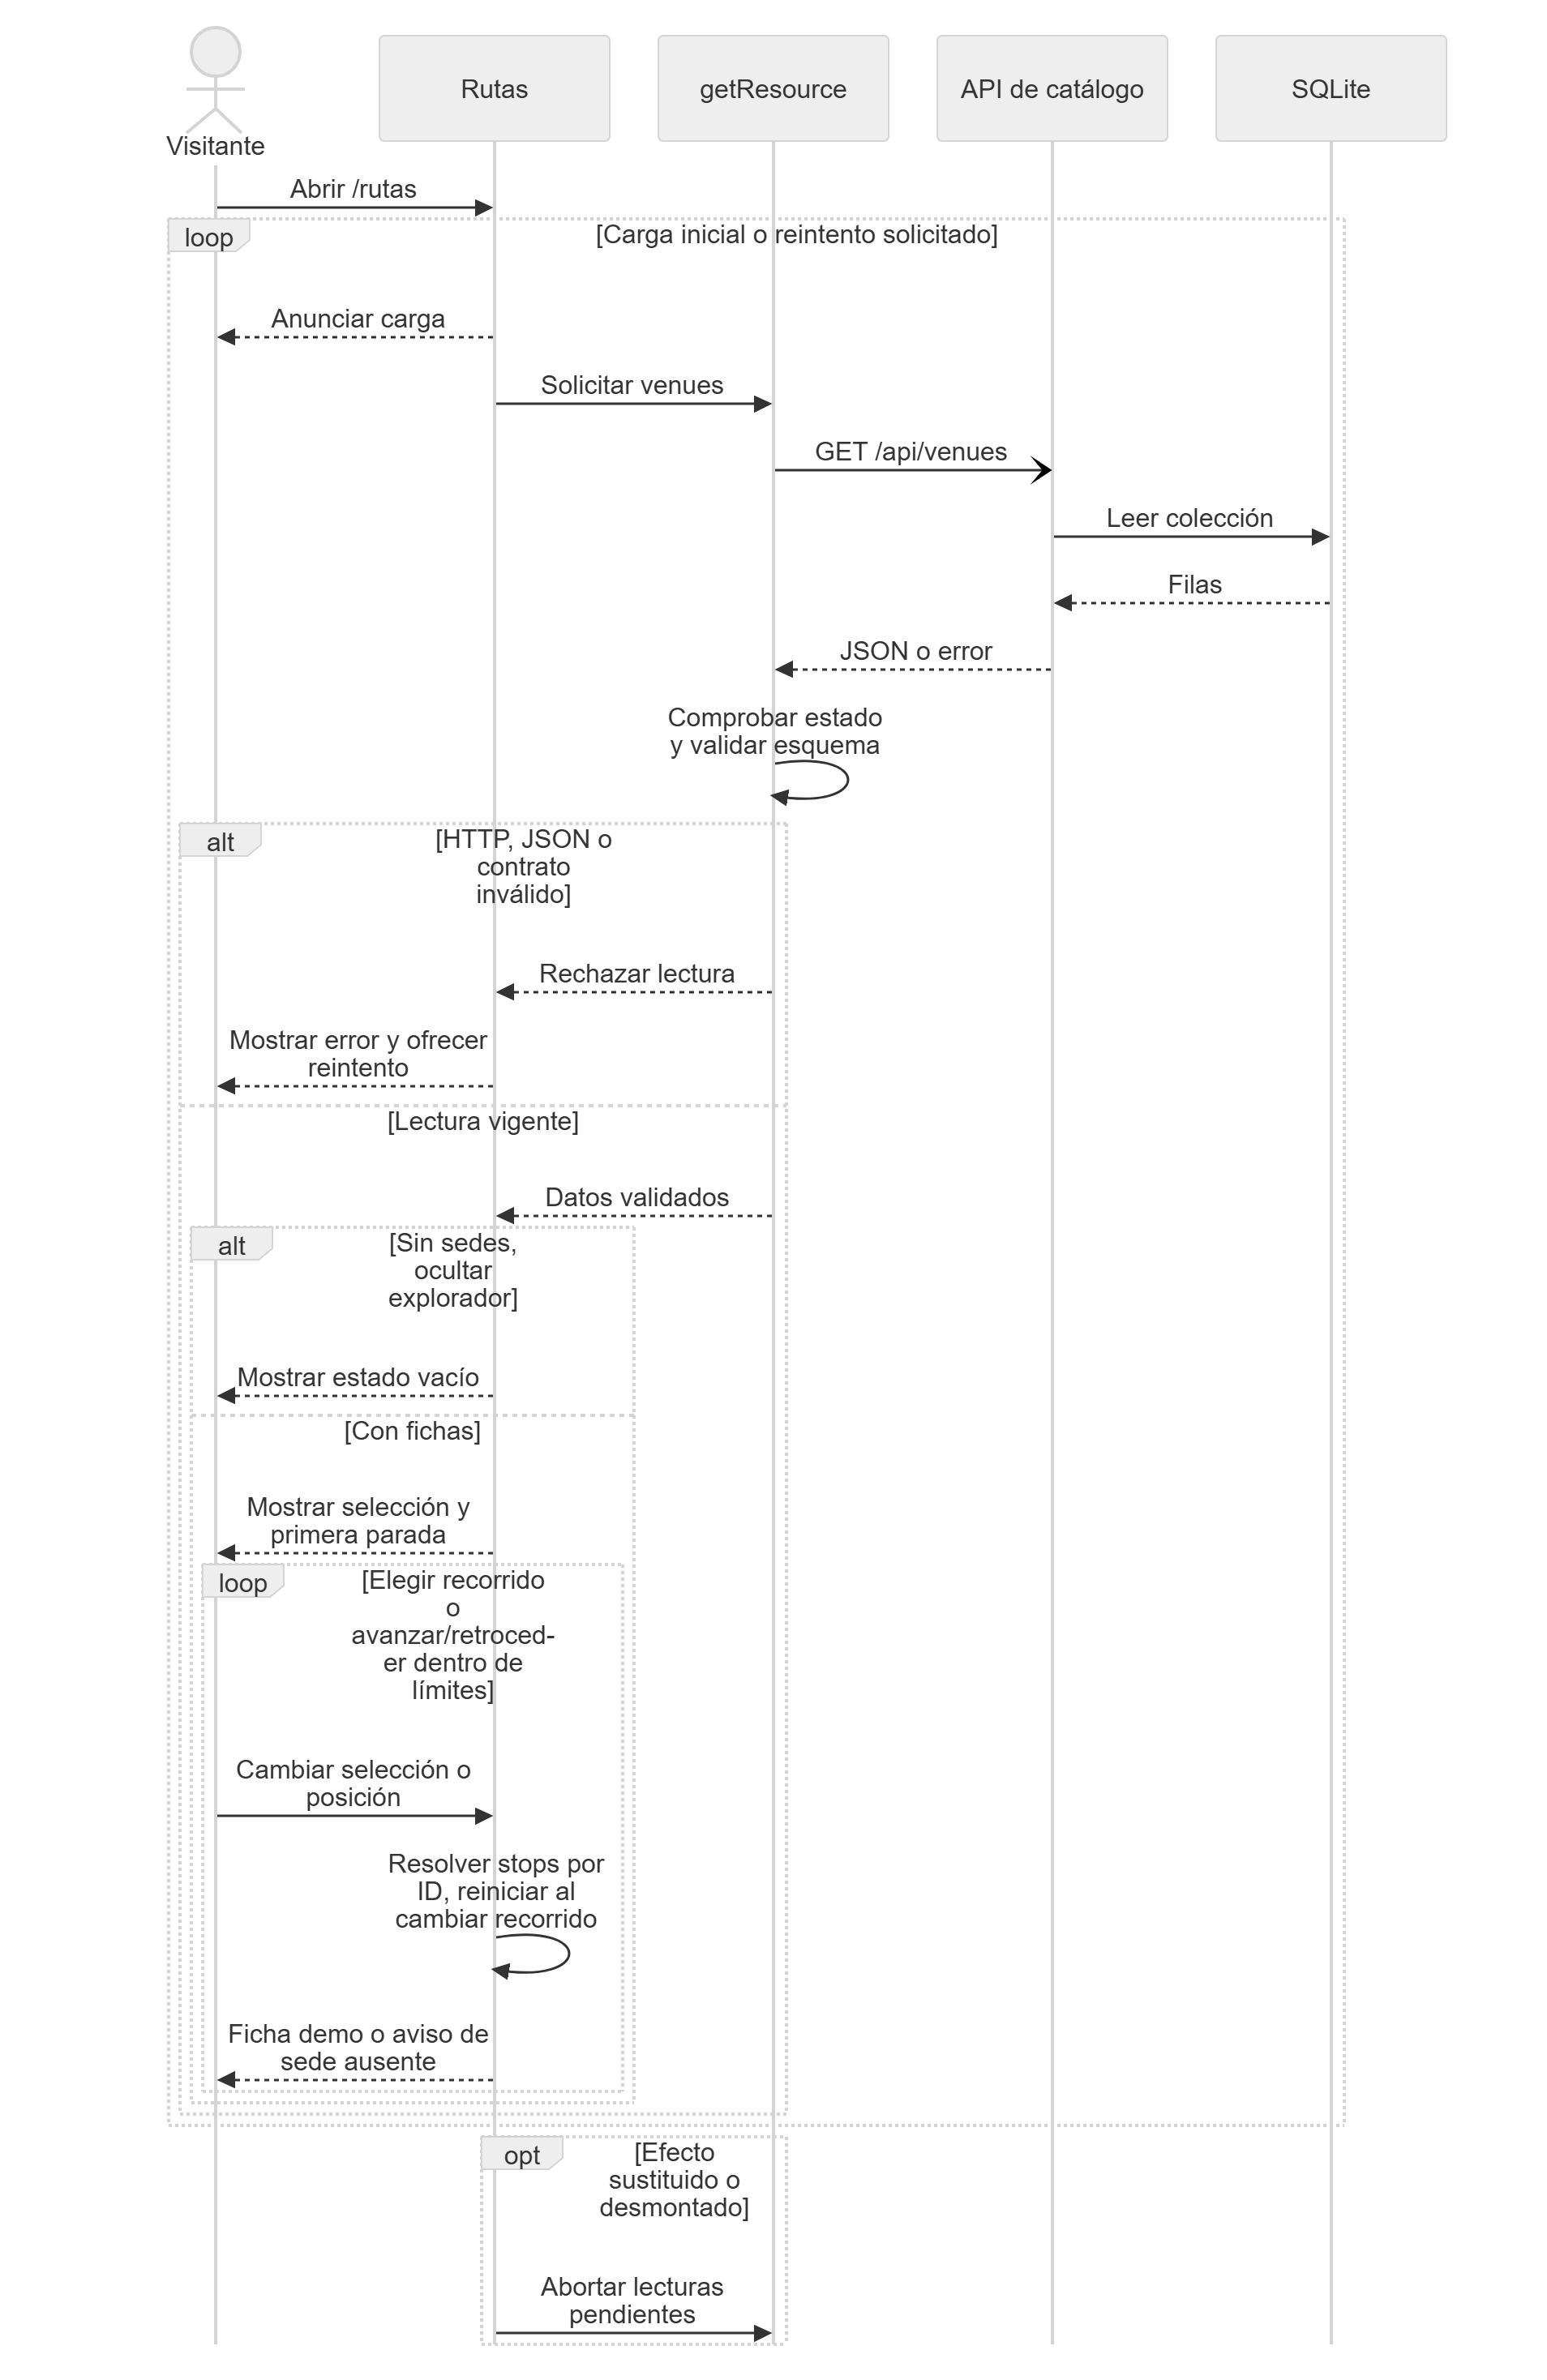 Visitante
Rutas
getResource
API de catálogo
SQLite
Abrir /rutas
loop
[Carga inicial o reintento solicitado]
Anunciar carga
Solicitar venues
GET /api/venues
Leer colección
Filas
JSON o error
Comprobar estado
y validar esquema
alt
[HTTP, JSON o
contrato
inválido]
Rechazar lectura
Mostrar error y ofrecer
reintento
[Lectura vigente]
Datos validados
alt
[Sin sedes,
ocultar
explorador]
Mostrar estado vacío
[Con fichas]
Mostrar selección y
primera parada
loop
[Elegir recorrido
o
avanzar/retroced-
er dentro de
límites]
Cambiar selección o
posición
Resolver stops por
ID, reiniciar al
cambiar recorrido
Ficha demo o aviso de
sede ausente
opt
[Efecto
sustituido o
desmontado]
Abortar lecturas
pendientes